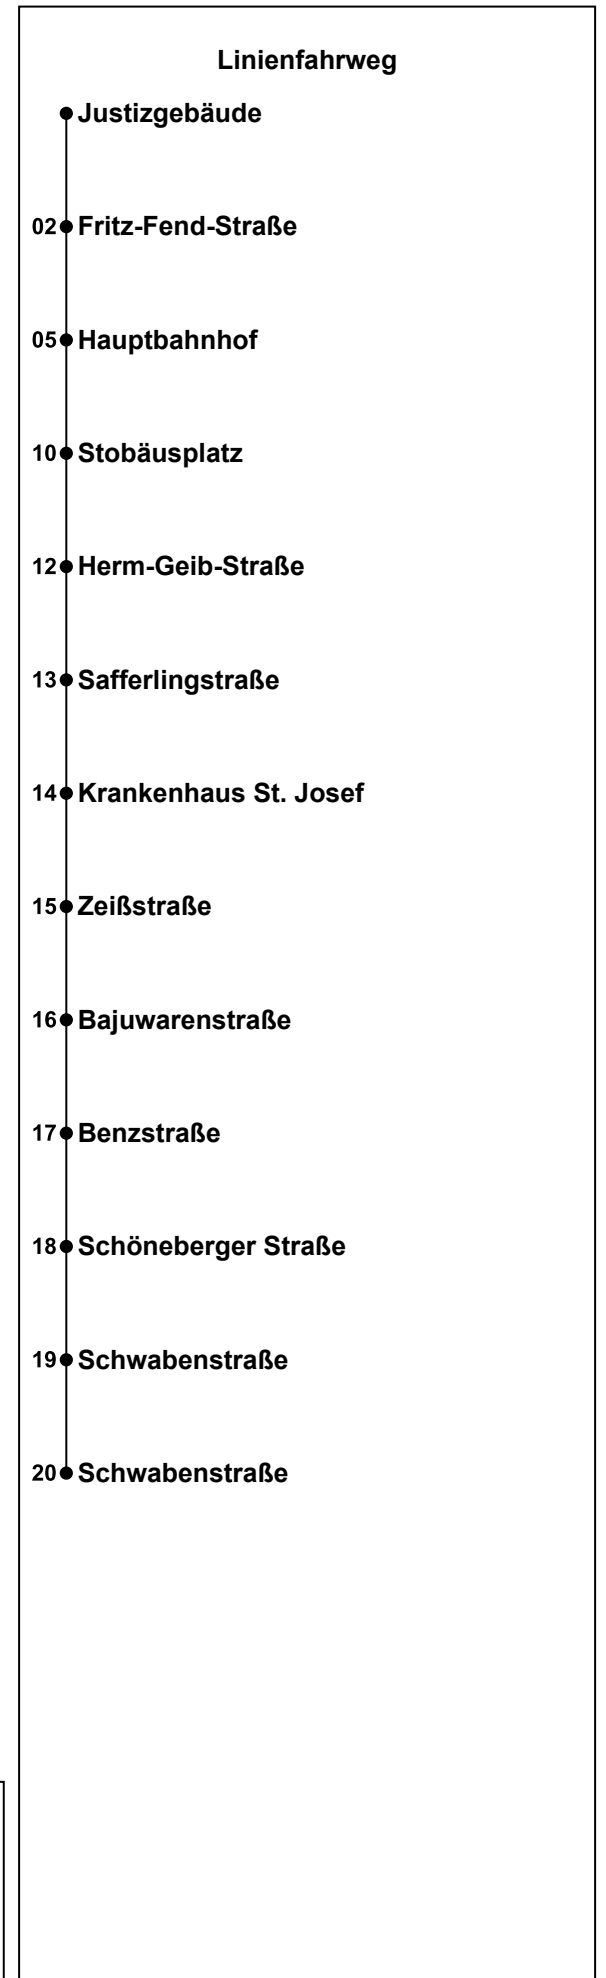 Linienfahrweg
Justizgebäude
02 Fritz-Fend-Straße
05 Hauptbahnhof
10 Stobäusplatz
12 Herm-Geib-Straße
13 Safferlingstraße
14 Krankenhaus St. Josef
15 Zeißstraße
16 Bajuwarenstraße
17 Benzstraße
18 Schöneberger Straße
19 Schwabenstraße
20 Schwabenstraße